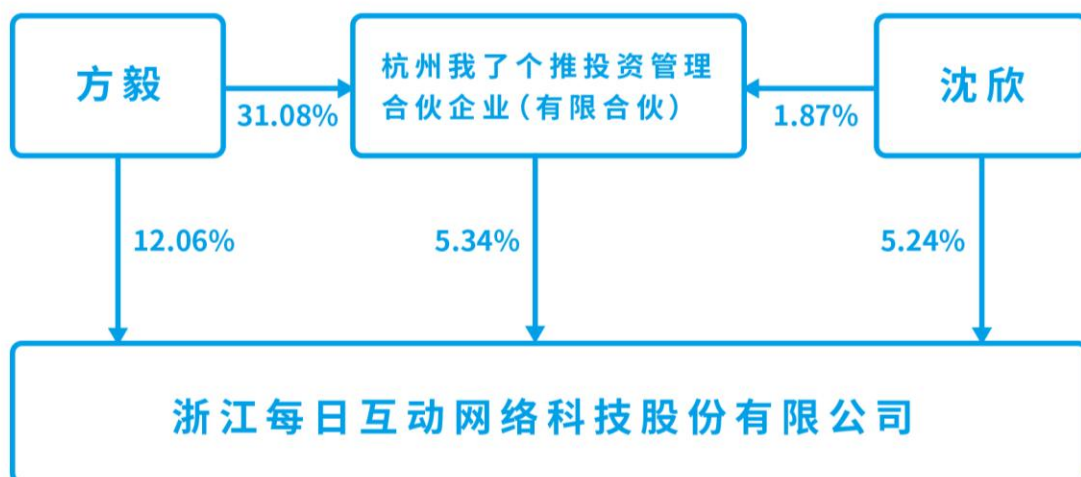 方毅
杭州我了个推投资管理
合伙企业(有限合伙)
沈欣
31.08%
1.87%
12.06%
5.34%
5.24%
浙江每日互动网络科技股份有限公司